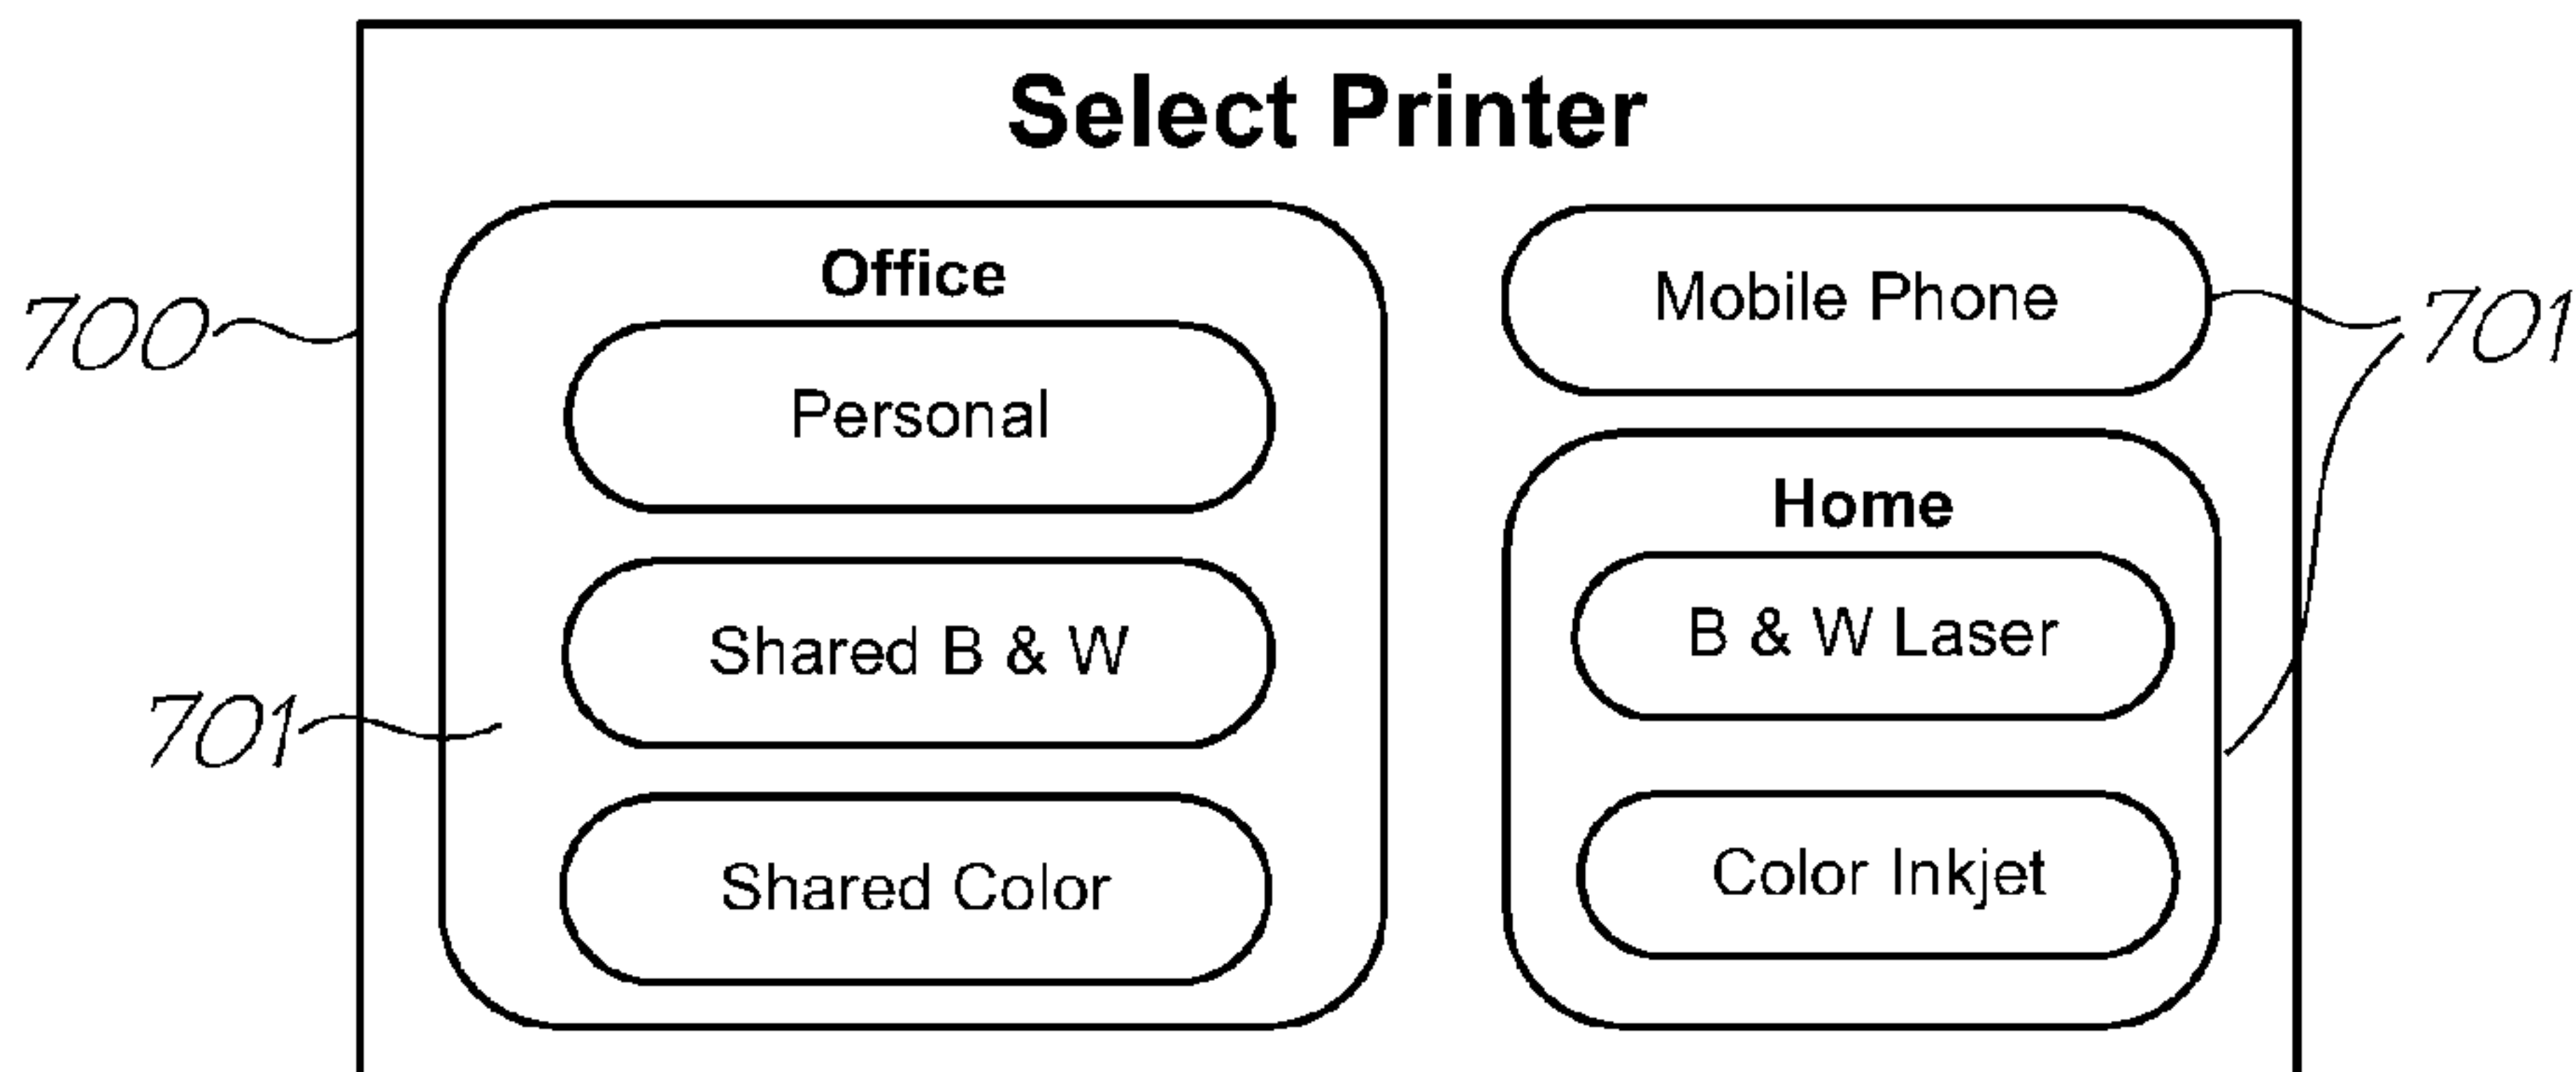 Select Printer
Office
Personal
Shared B & W
Shared Color
Mobile Phone
Home
B & W Laser
Color Inkjet
700
701
701